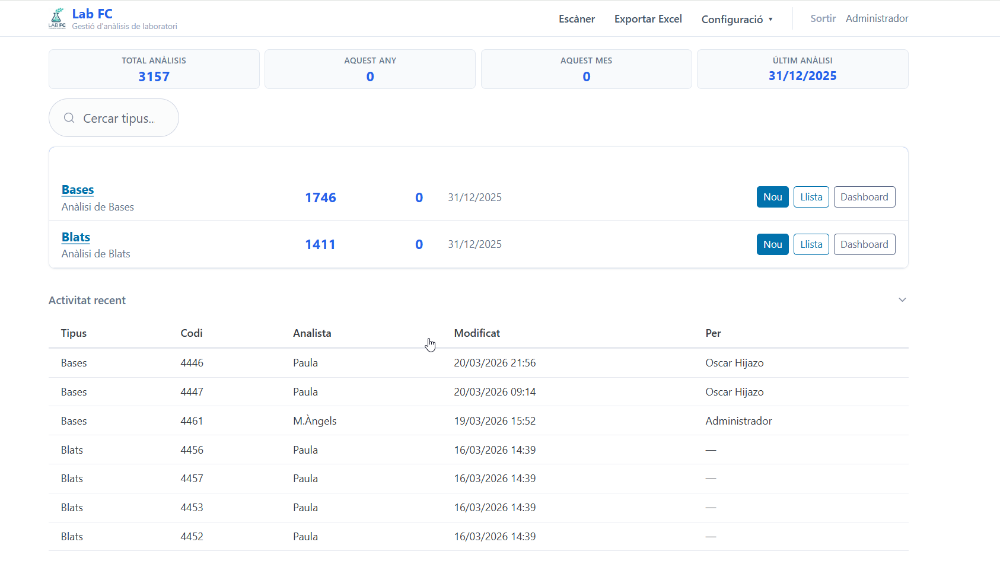 LAB FC
Lab FC
Gestió d'anàlisis de laboratori
Escàner Exportar Excel Configuració ▾ Sortir Administrador
TOTAL ANÀLISIS
3157
AQUEST ANY
0
AQUEST MES
0
ÚLTIM ANÀLISI
31/12/2025
Cercar tipus..
Bases
Anàlisi de Bases
1746 0 31/12/2025 Nou Llista Dashboard
Blats
Anàlisi de Blats
1411 0 31/12/2025 Nou Llista Dashboard
Activitat recent
Tipus Codi Analista Modificat Per
Bases 4446 Paula 20/03/2026 21:56 Oscar Hijazo
Bases 4447 Paula 20/03/2026 09:14 Oscar Hijazo
Bases 4461 M.Àngels 19/03/2026 15:52 Administrador
Blats 4456 Paula 16/03/2026 14:39 —
Blats 4457 Paula 16/03/2026 14:39 —
Blats 4453 Paula 16/03/2026 14:39 —
Blats 4452 Paula 16/03/2026 14:39 —